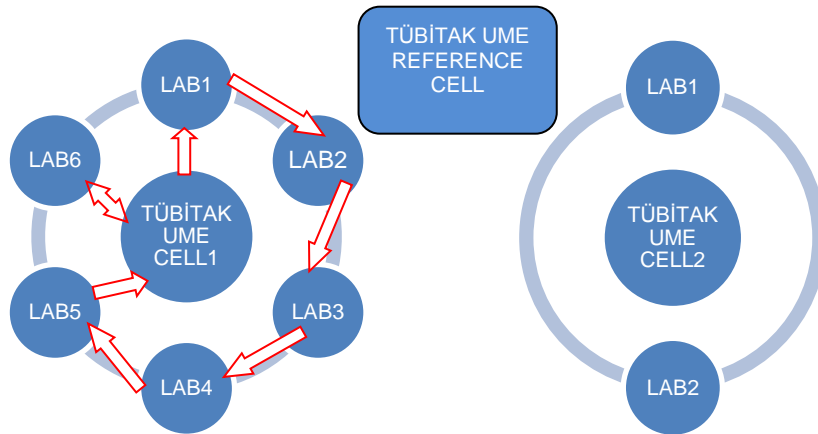 TÜBİTAK UME
REFERENCE
CELL
LAB1
LAB2
LAB3
LAB4
LAB5
LAB6
TÜBİTAK
UME
CELL1
LAB1
TÜBİTAK
UME
CELL2
LAB2